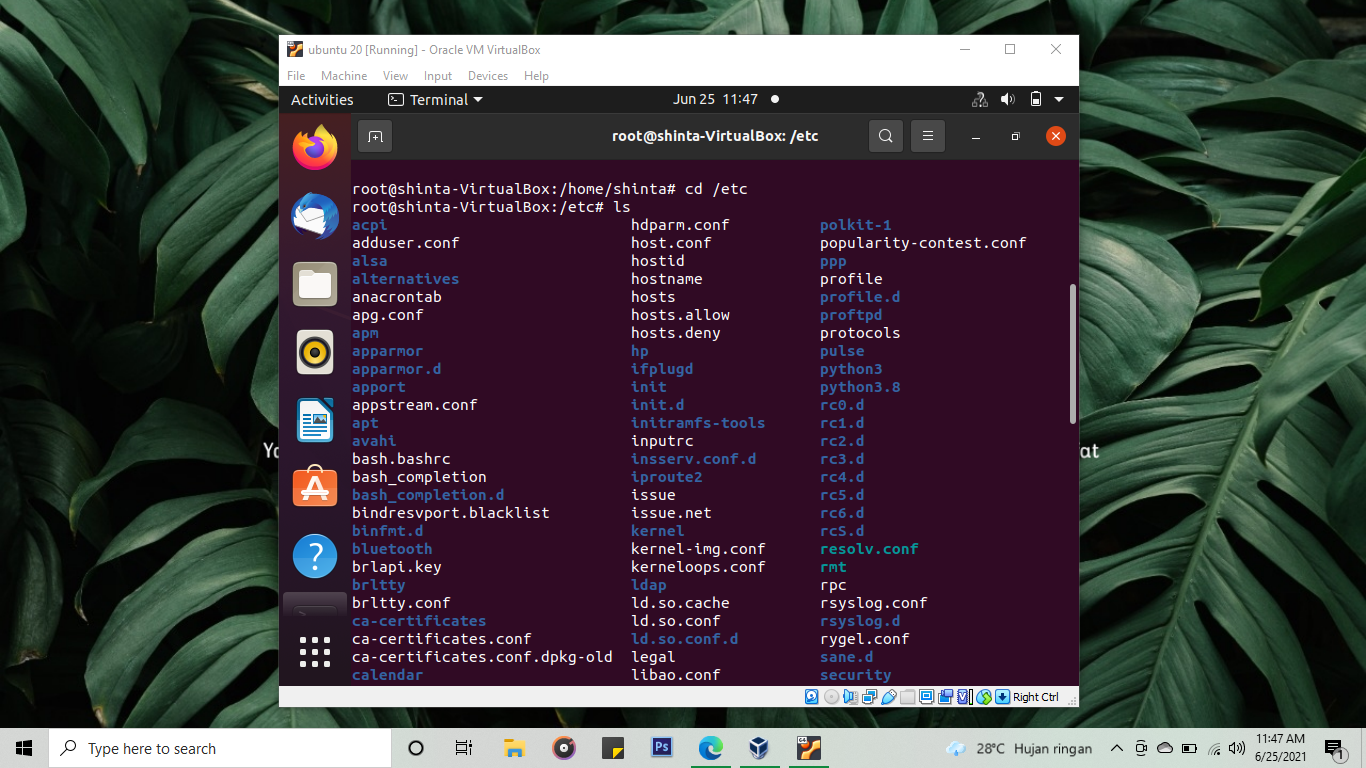 ubuntu 20 [Running] - Oracle VM VirtualBox
File Machine View Input Devices Help
Activities Terminal Jun 25 11:47
root@shinta-VirtualBox: /etc
root@shinta-VirtualBox:/home/shinta# cd /etc
root@shinta-VirtualBox:/etc# ls
acpi hdparm.conf polkit-1
adduser.conf host.conf popularity-contest.conf
alsa hostid ppp
alternatives hostname profile
anacrontab hosts profile.d
apg.conf hosts.allow proftpd
apm hosts.deny protocols
apparmor hp pulse
apparmor.d ifplugd python3
apport init python3.8
appstream.conf init.d rc0.d
apt initramfs-tools rc1.d
avahi inputrc rc2.d
bash.bashrc insserv.conf.d rc3.d
bash_completion iproute2 rc4.d
bash_completion.d issue rc5.d
bindresvport.blacklist issue.net rc6.d
binfmt.d kernel rcS.d
bluetooth kernel-img.conf resolv.conf
brlapi.key kerneloops.conf rmt
brltty ldap rpc
brltty.conf ld.so.cache rsyslog.conf
ca-certificates ld.so.conf rsyslog.d
ca-certificates.conf ld.so.conf.d rygel.conf
ca-certificates.conf.dpkg-old legal sane.d
calendar libao.conf security
Right Ctrl
Type here to search
Ps
64
28°C Hujan ringan
11:47 AM
6/25/2021
1